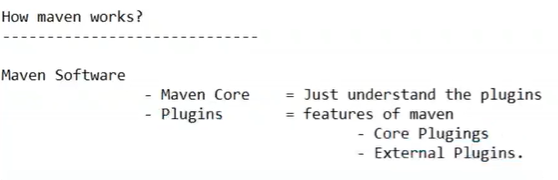 How maven works?
-----------------------------
Maven Software
- Maven Core = Just understand the plugins
- Plugins = features of maven
- Core Plugings
- External Plugins.